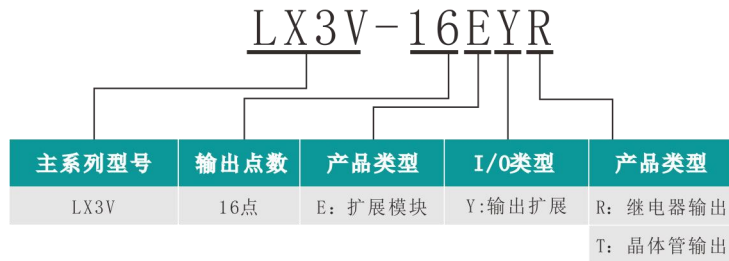 LX3V-16EYR
主系列型号 输出点数 产品类型 I/O类型 产品类型
LX3V 16点 E: 扩展模块 Y:输出扩展 R: 继电器输出
T: 晶体管输出